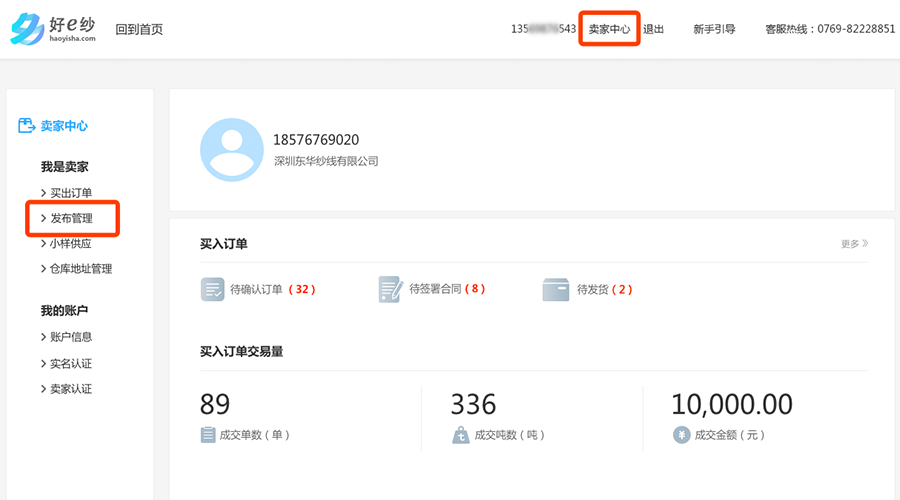 好e纱
haoyisha.com
回到首页
135 543 卖家中心 退出 新手引导 客服热线：0769-82228851
卖家中心
我是卖家
买出订单
发布管理
小样供应
仓库地址管理
我的账户
账户信息
实名认证
卖家认证
18576769020
深圳东华纱线有限公司
买入订单 更多
待确认订单（32） 待签署合同（8） 待发货（2）
买入订单交易量
89 336 10,000.00
成交单数（单） 成交吨数（吨） 成交金额（元）